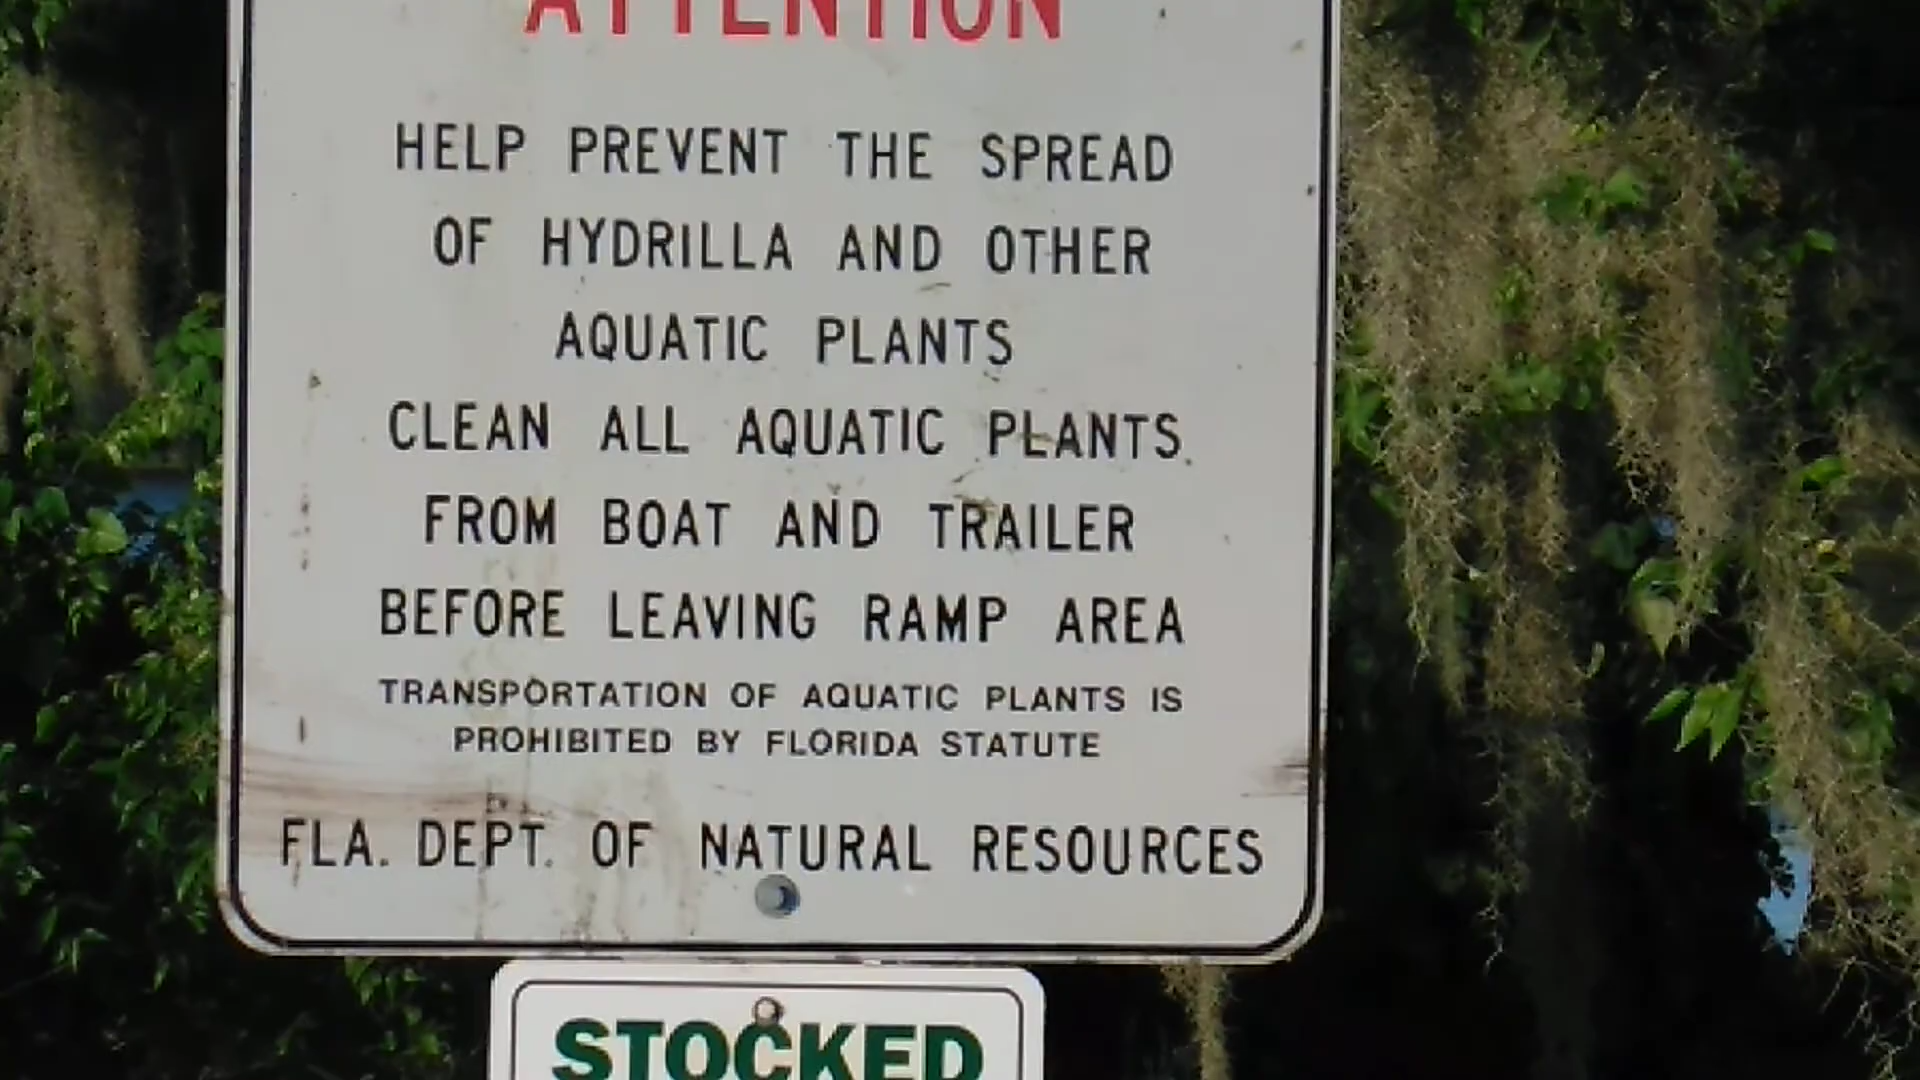 ATTENTION
HELP PREVENT THE SPREAD
OF HYDRILLA AND OTHER
AQUATIC PLANTS
CLEAN ALL AQUATIC PLANTS
FROM BOAT AND TRAILER
BEFORE LEAVING RAMP AREA
TRANSPORTATION OF AQUATIC PLANTS IS
PROHIBITED BY FLORIDA STATUTE
FLA. DEPT. OF NATURAL RESOURCES
STOCKED